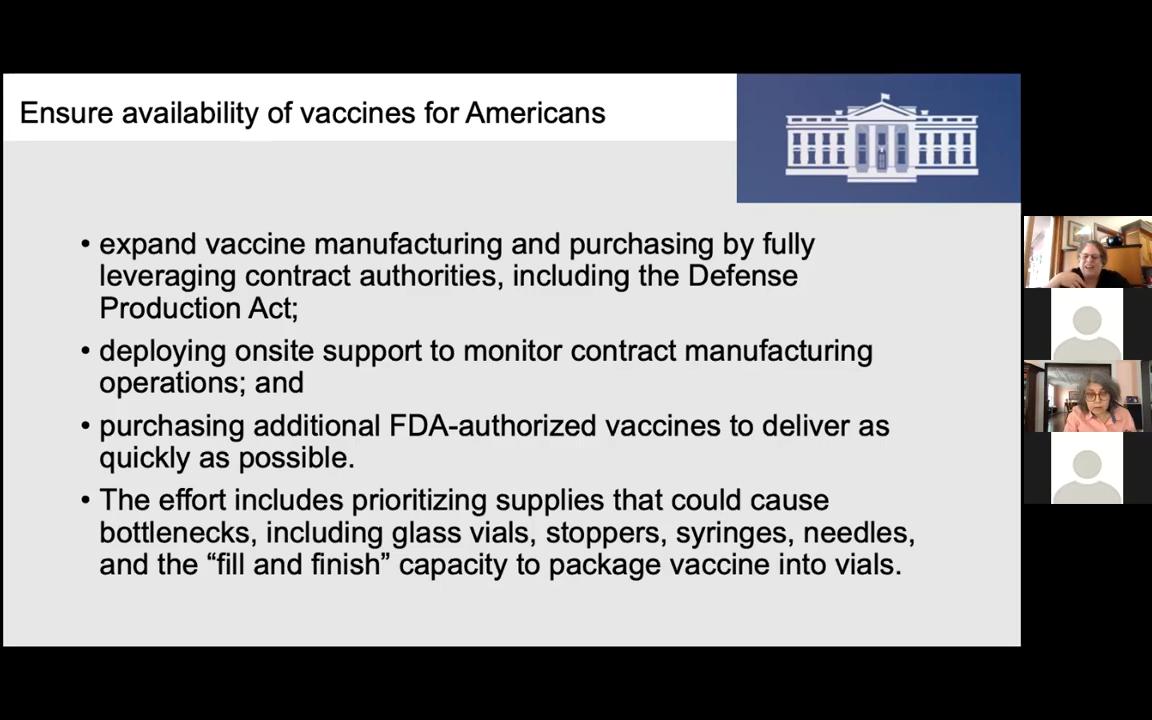 Ensure availability of vaccines for Americans
• expand vaccine manufacturing and purchasing by fully
leveraging contract authorities, including the Defense
Production Act;
• deploying onsite support to monitor contract manufacturing
operations; and
• purchasing additional FDA-authorized vaccines to deliver as
quickly as possible.
• The effort includes prioritizing supplies that could cause
bottlenecks, including glass vials, stoppers, syringes, needles,
and the “fill and finish” capacity to package vaccine into vials.